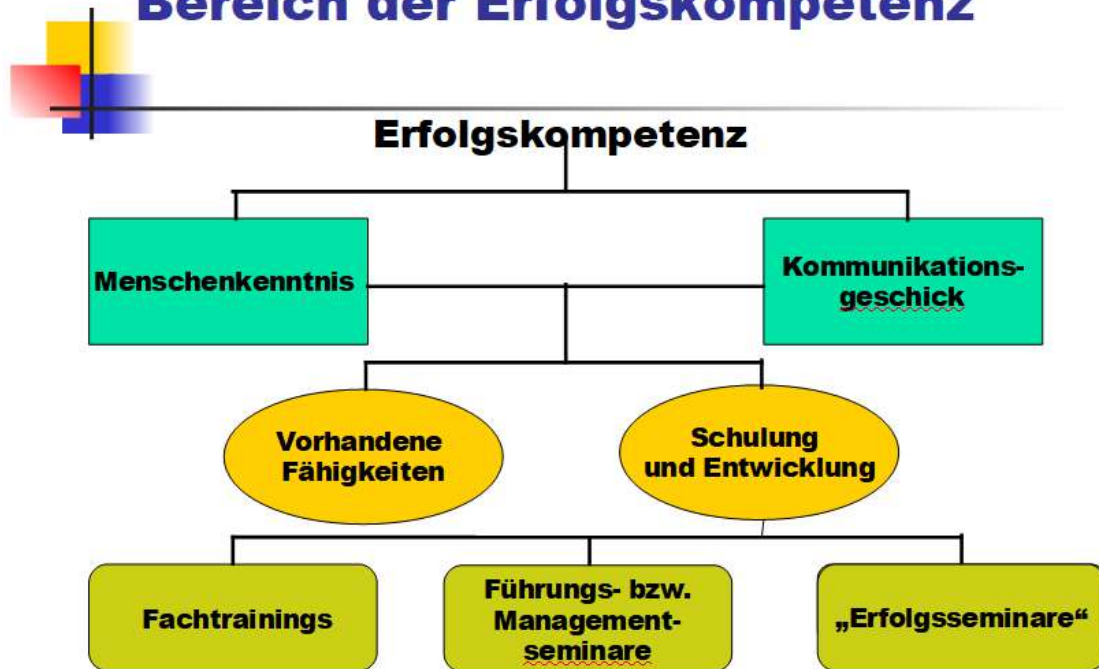 Bereich der Erfolgskompetenz
Erfolgskompetenz
Menschenkenntnis
Kommunikations-
geschick
Vorhandene
Fähigkeiten
Schulung
und Entwicklung
Fachtrainings
Führungs- bzw.
Management-
seminare
„Erfolgsseminare“